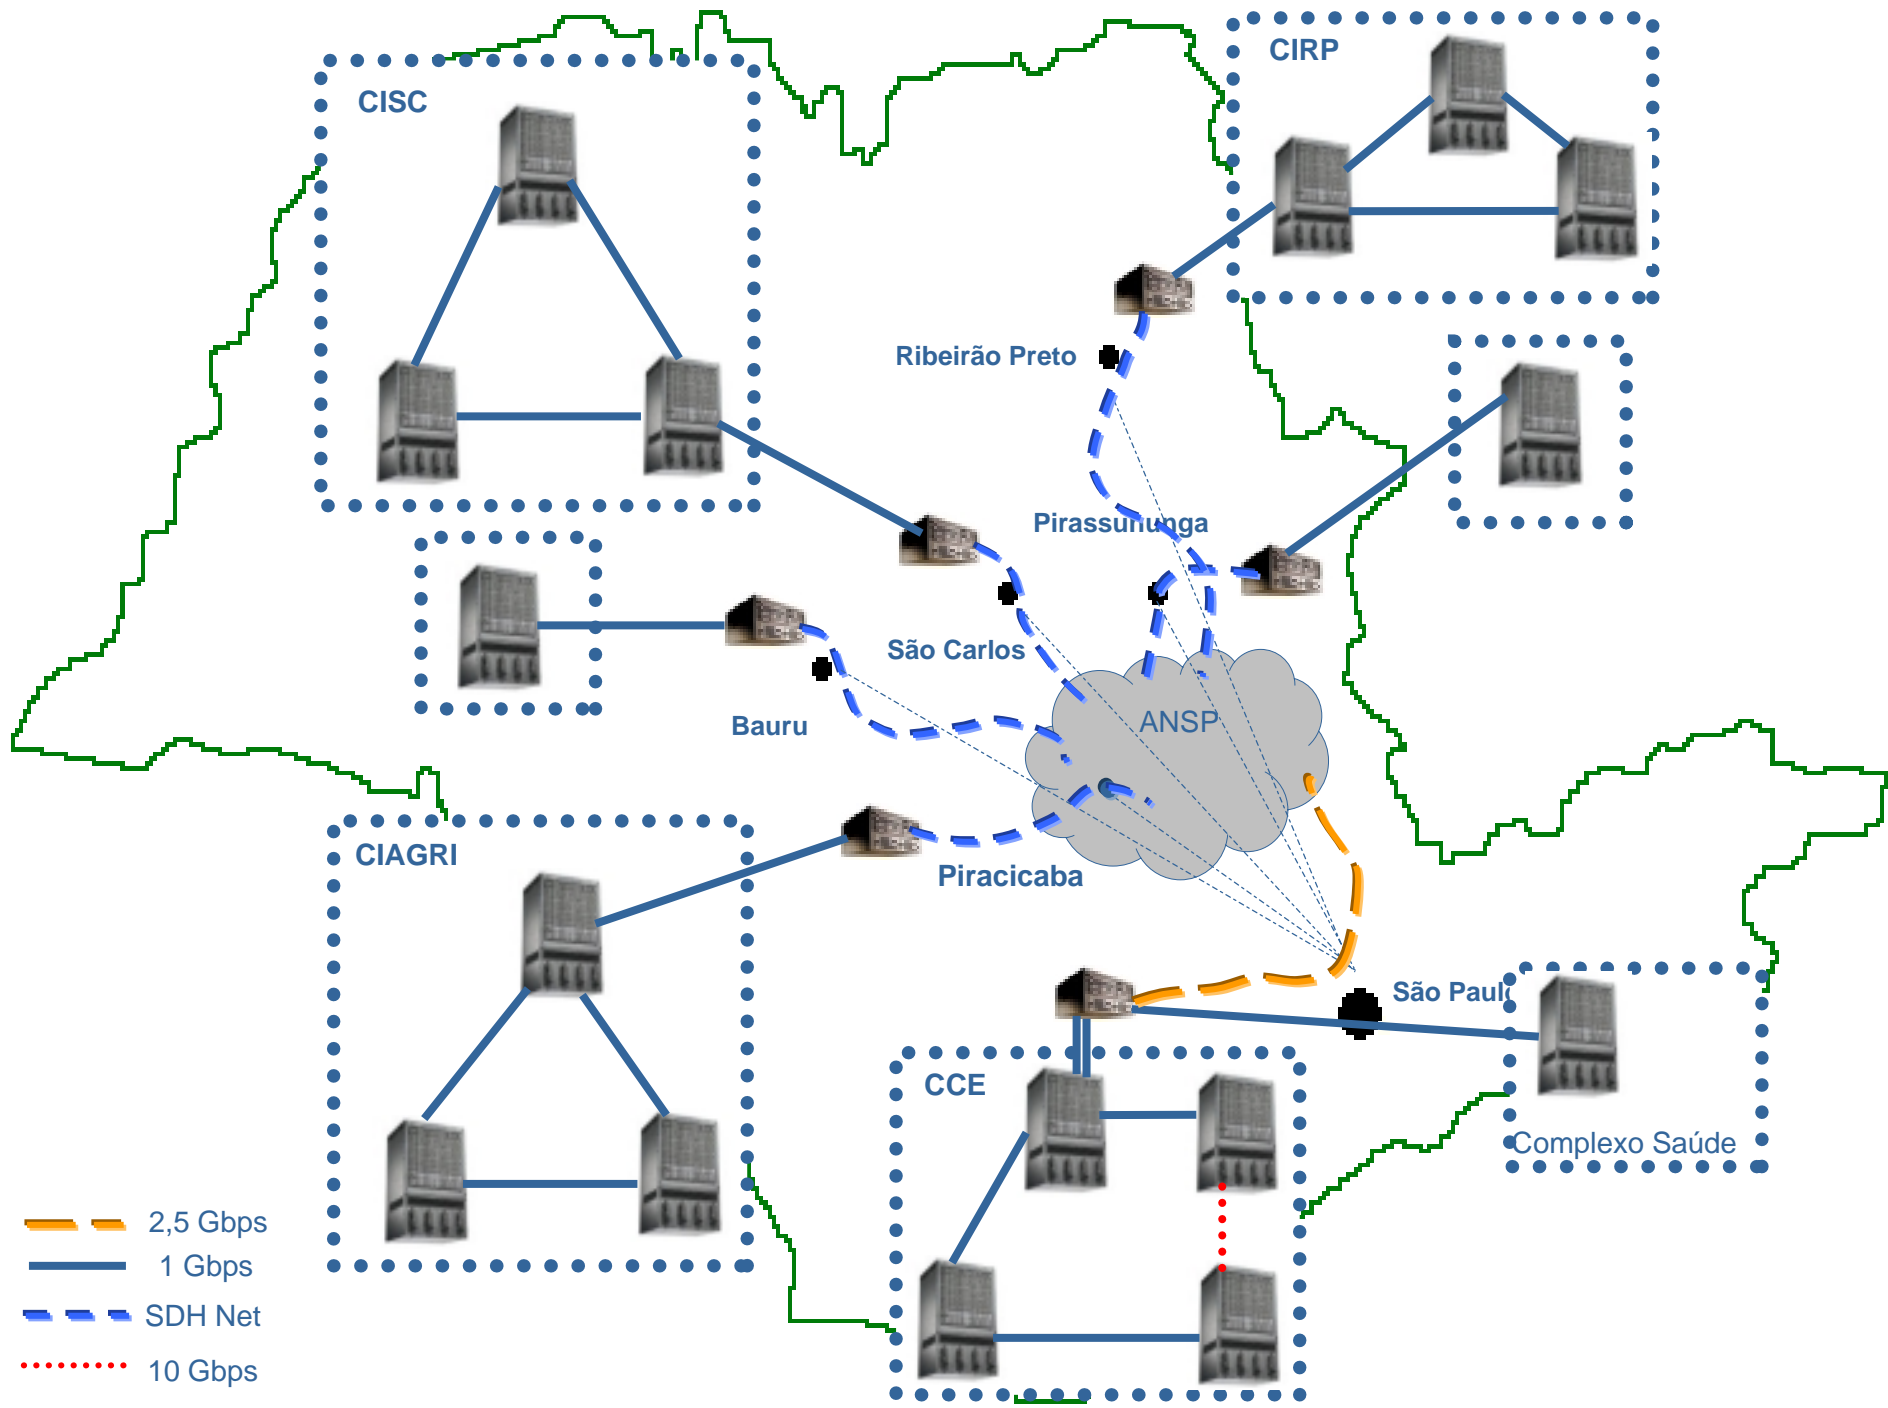 CIRP
CISC
Ribeirão Preto
Pirassununga
São Carlos
Bauru
ANSP
CIAGRI
Piracicaba
São Paul
CCE
Complexo Saúde
2,5 Gbps
1 Gbps
SDH Net
10 Gbps